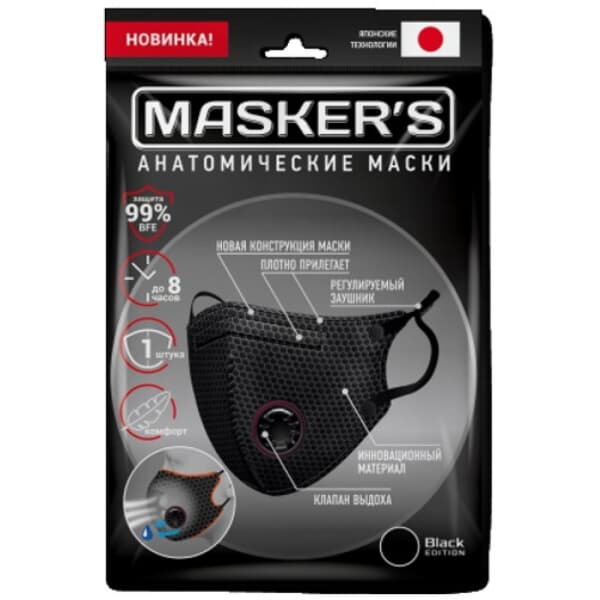 НОВИНКА!
ЯПОНСКИЕ
ТЕХНОЛОГИИ
MASKER'S
АНАТОМИЧЕСКИЕ МАСКИ
защита
99%
BFE
до 8
часов
1
штука
комфорт
НОВАЯ КОНСТРУКЦИЯ МАСКИ
ПЛОТНО ПРИЛЕГАЕТ
РЕГУЛИРУЕМЫЙ
ЗАУШНИК
ИННОВАЦИОННЫЙ
МАТЕРИАЛ
КЛАПАН ВЫДОХА
Black
EDITION